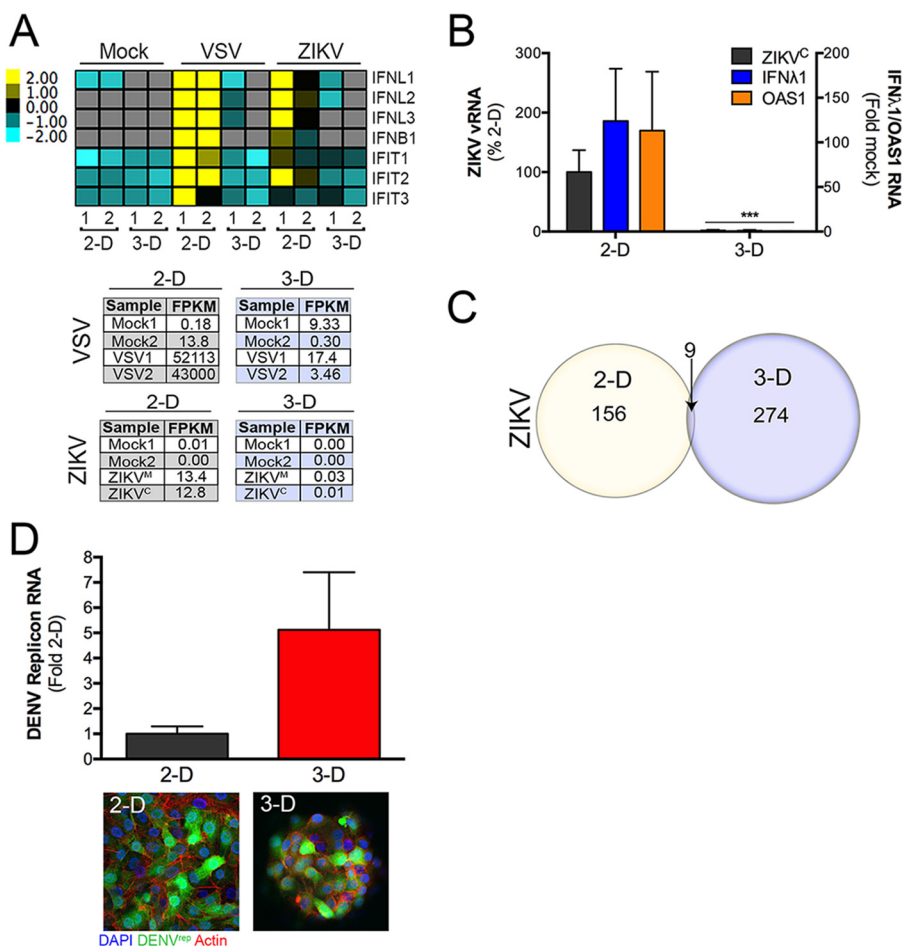 A
Mock VSV ZIKV
2.00
1.00
0.00
-1.00
-2.00
IFNL1
IFNL2
IFNL3
IFNB1
IFIT1
IFIT2
IFIT3
1 2 1 2 1 2 1 2 1 2 1 2
2-D 3-D 2-D 3-D 2-D 3-D
VSV
2-D 3-D
Sample FPKM Sample FPKM
Mock1 0.18 Mock1 9.33
Mock2 13.8 Mock2 0.30
VSV1 52113 VSV1 17.4
VSV2 43000 VSV2 3.46
ZIKV
2-D 3-D
Sample FPKM Sample FPKM
Mock1 0.01 Mock1 0.00
Mock2 0.00 Mock2 0.00
ZIKVᴹ 13.4 ZIKVᴹ 0.03
ZIKVᶜ 12.8 ZIKVᶜ 0.01
B
ZIKV vRNA
(% 2-D)
300
200
100
0
ZIKVᶜ
IFNλ1
OAS1
200
150
100
50
0
IFNλ1/OAS1 RNA
(Fold mock)
***
2-D 3-D
C
ZIKV
9
2-D 3-D
156 274
D
DENV Replicon RNA
(Fold 2-D)
8
7
6
5
4
3
2
1
0
2-D 3-D
2-D 3-D
DAPI DENVʳᵉᵖ Actin